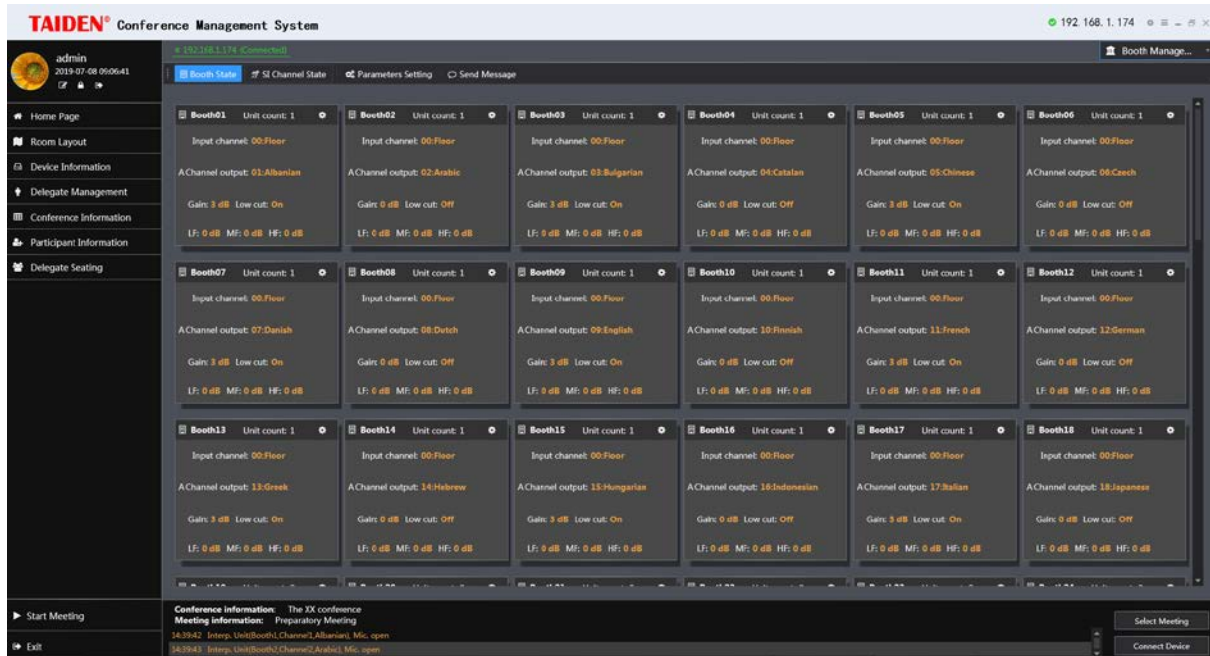 TAIDEN® Conference Management System
192.168.1.174
admin
2019-07-08 05:06:41
Home Page
Room Layout
Device Information
Delegate Management
Conference Information
Participant Information
Delegate Seating
Start Meeting
Exit
192.168.1.174 (Connected)
Booth Manage...
Booth State SI Channel State Parameters Setting Send Message
Booth01 Unit count: 1 Booth02 Unit count: 1 Booth03 Unit count: 1 Booth04 Unit count: 1 Booth05 Unit count: 1 Booth06 Unit count: 1
Input channel: 00:Floor Input channel: 00:Floor Input channel: 00:Floor Input channel: 00:Floor Input channel: 00:Floor Input channel: 00:Floor
A Channel output: 01:Albanian A Channel output: 02:Arabic A Channel output: 03:Bulgarian A Channel output: 04:Catalan A Channel output: 05:Chinese A Channel output: 06:Czech
Gain: 3 dB Low cut: On Gain: 0 dB Low cut: Off Gain: 3 dB Low cut: On Gain: 0 dB Low cut: Off Gain: 3 dB Low cut: On Gain: 0 dB Low cut: Off
LF: 0 dB MF: 0 dB HF: 0 dB LF: 0 dB MF: 0 dB HF: 0 dB LF: 0 dB MF: 0 dB HF: 0 dB LF: 0 dB MF: 0 dB HF: 0 dB LF: 0 dB MF: 0 dB HF: 0 dB LF: 0 dB MF: 0 dB HF: 0 dB
Booth07 Unit count: 1 Booth08 Unit count: 1 Booth09 Unit count: 1 Booth10 Unit count: 1 Booth11 Unit count: 1 Booth12 Unit count: 1
Input channel: 00:Floor Input channel: 00:Floor Input channel: 00:Floor Input channel: 00:Floor Input channel: 00:Floor Input channel: 00:Floor
A Channel output: 07:Danish A Channel output: 08:Dutch A Channel output: 09:English A Channel output: 10:Finnish A Channel output: 11:French A Channel output: 12:German
Gain: 3 dB Low cut: On Gain: 0 dB Low cut: Off Gain: 3 dB Low cut: On Gain: 0 dB Low cut: Off Gain: 3 dB Low cut: On Gain: 0 dB Low cut: Off
LF: 0 dB MF: 0 dB HF: 0 dB LF: 0 dB MF: 0 dB HF: 0 dB LF: 0 dB MF: 0 dB HF: 0 dB LF: 0 dB MF: 0 dB HF: 0 dB LF: 0 dB MF: 0 dB HF: 0 dB LF: 0 dB MF: 0 dB HF: 0 dB
Booth13 Unit count: 1 Booth14 Unit count: 1 Booth15 Unit count: 1 Booth16 Unit count: 1 Booth17 Unit count: 1 Booth18 Unit count: 1
Input channel: 00:Floor Input channel: 00:Floor Input channel: 00:Floor Input channel: 00:Floor Input channel: 00:Floor Input channel: 00:Floor
A Channel output: 13:Greek A Channel output: 14:Hebrew A Channel output: 15:Hungarian A Channel output: 16:Indonesian A Channel output: 17:Italian A Channel output: 18:Japanese
Gain: 3 dB Low cut: On Gain: 0 dB Low cut: Off Gain: 3 dB Low cut: On Gain: 0 dB Low cut: Off Gain: 3 dB Low cut: On Gain: 0 dB Low cut: Off
LF: 0 dB MF: 0 dB HF: 0 dB LF: 0 dB MF: 0 dB HF: 0 dB LF: 0 dB MF: 0 dB HF: 0 dB LF: 0 dB MF: 0 dB HF: 0 dB LF: 0 dB MF: 0 dB HF: 0 dB LF: 0 dB MF: 0 dB HF: 0 dB
Conference information: The XX conference
Meeting information: Preparatory Meeting
14:39:42 Interp. Unit(Booth1,Channel1,Albanian), Mic. open
14:39:43 Interp. Unit(Booth2,Channel2,Arabic), Mic. open
Select Meeting
Connect Device